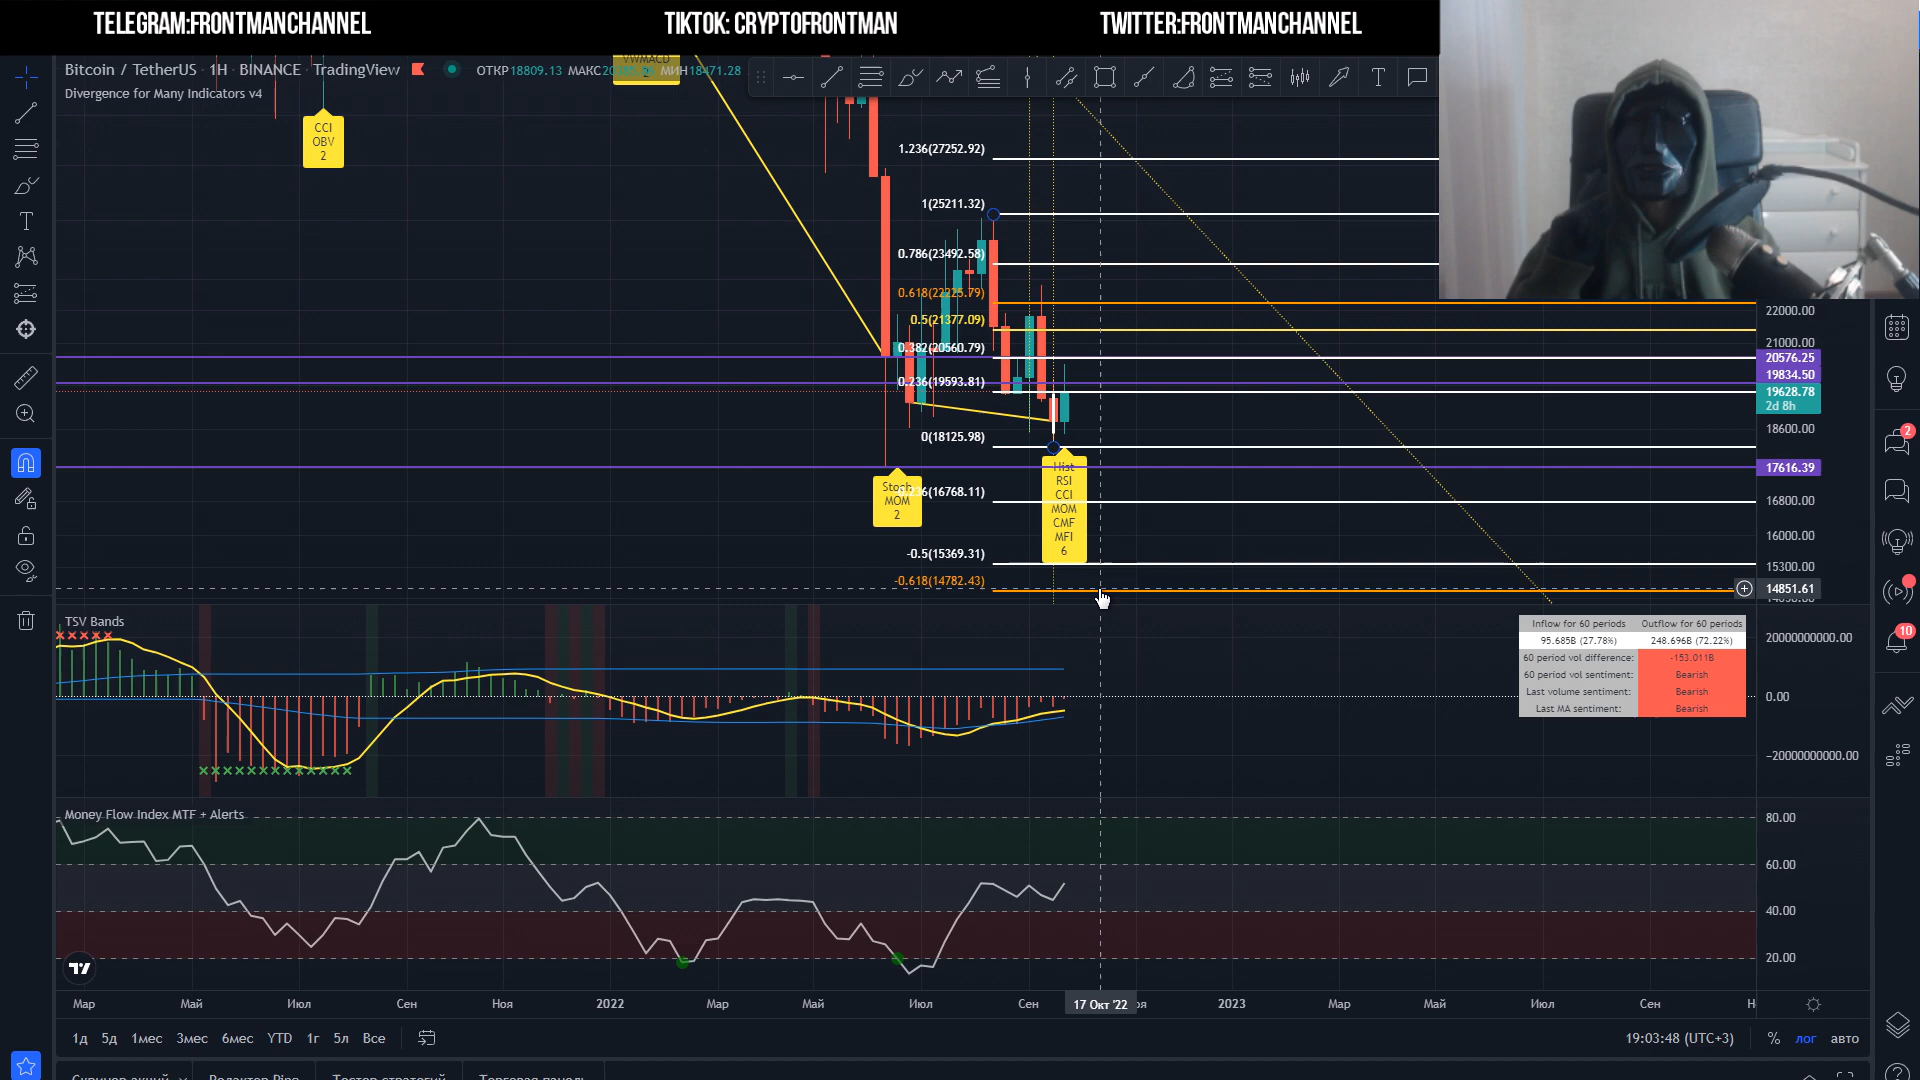 TELEGRAM:FRONTMANCHANNEL
TIKTOK: CRYPTOFRONTMAN
TWITTER:FRONTMANCHANNEL
Bitcoin / TetherUS · 1H · BINANCE · TradingView
ОТКР18809.13 МАКС МИН18471.28
Divergence for Many Indicators v4
VWMACD
2
CCI
OBV
2
1.236(27252.92)
1(25211.32)
0.786(23492.58)
0.618(22225.79)
0.5(21377.09)
0.382(20560.79)
0.236(19593.81)
0(18125.98)
-0.5(15369.31)
-0.618(14782.43)
Stoch
MOM
2
Hist
RSI
CCI
MOM
CMF
MFI
6
22000.00
21000.00
20576.25
19834.50
19628.78
2d 8h
18600.00
17616.39
16800.00
16000.00
15300.00
14851.61
TSV Bands
Inflow for 60 periods Outflow for 60 periods
95.685B (27.78%) 248.696B (72.22%)
60 period vol difference: -153.011B
60 period vol sentiment: Bearish
Last volume sentiment: Bearish
Last MA sentiment: Bearish
20000000000.00
0.00
-20000000000.00
Money Flow Index MTF + Alerts
80.00
60.00
40.00
20.00
Мар Май Июл Сен Ноя 2022 Мар Май Июл Сен 17 Окт '22 2023 Мар Май Июл Сен
1д 5д 1мес 3мес 6мес YTD 1г 5л Все
19:03:48 (UTC+3) % лог авто
2
10